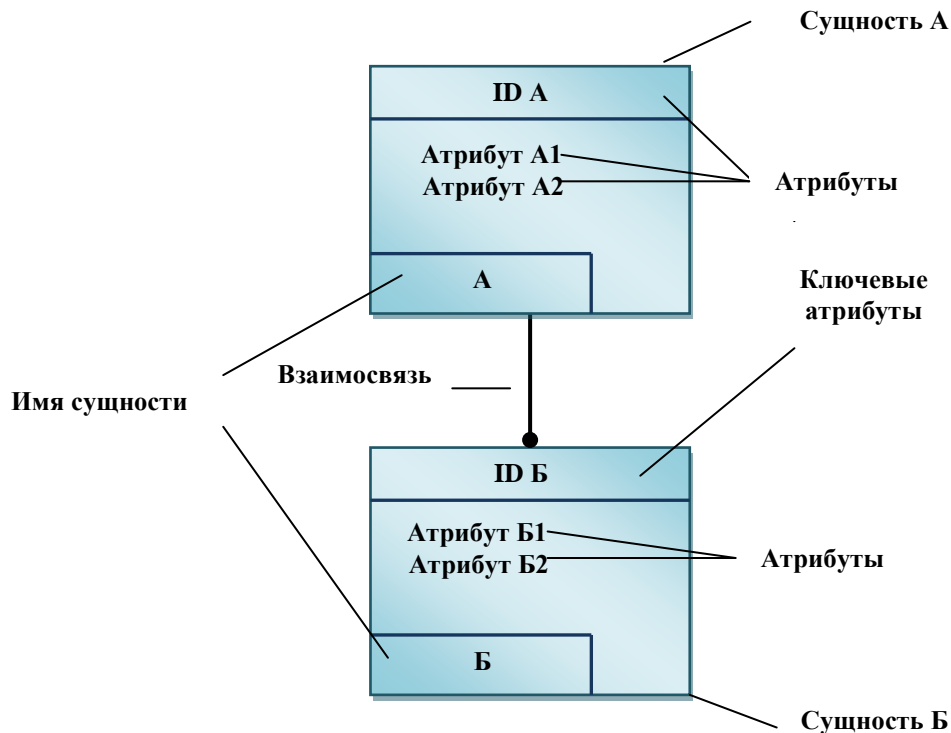 Сущность А
ID А
Атрибут А1
Атрибут А2
Атрибуты
А
Ключевые
атрибуты
Взаимосвязь
Имя сущности
ID Б
Атрибут Б1
Атрибут Б2
Атрибуты
Б
Сущность Б